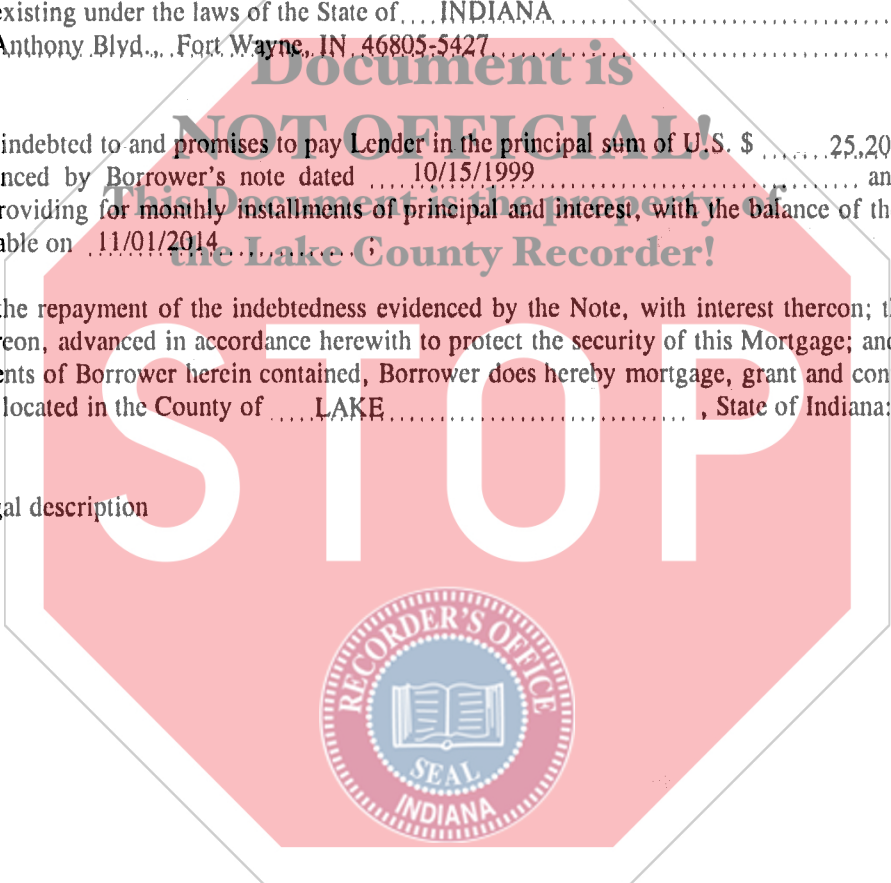 existing under the laws of the State of.... INDIANA
Anthony Blvd., Fort Wayne, IN 46805-5427
Document is
NOT OFFICIAL!
indebted to and promises to pay Lender in the principal sum of U.S. $ ...... 25,20
nced by Borrower's note dated .... 10/15/1999 an
This Document is the property of
roviding for monthly installments of principal and interest, with the balance of th
able on 11/01/2014 ;
the Lake County Recorder!
the repayment of the indebtedness evidenced by the Note, with interest thereon; t
reon, advanced in accordance herewith to protect the security of this Mortgage; and
ents of Borrower herein contained, Borrower does hereby mortgage, grant and con
located in the County of .... LAKE , State of Indiana:
STOP
gal description
RECORDER'S OFFICE
SEAL
INDIANA